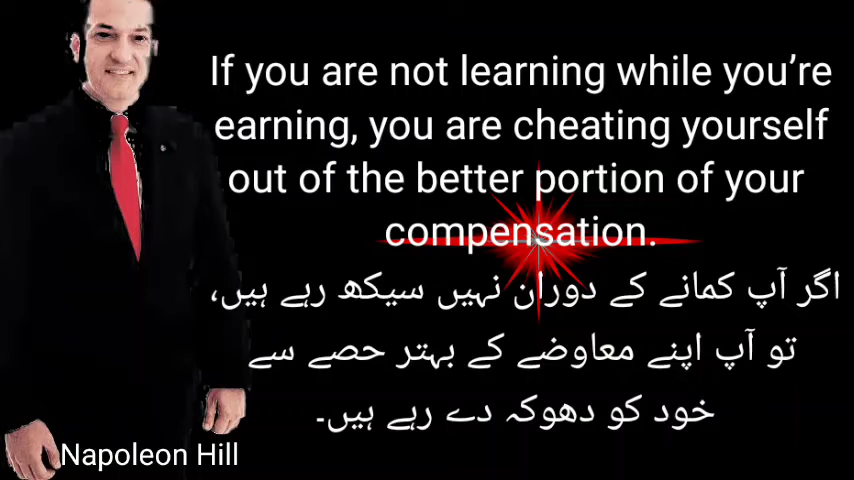 If you are not learning while you’re
earning, you are cheating yourself
out of the better portion of your
compensation.
اگر آپ کمانے کے دوران نہیں سیکھ رہے ہیں،
تو آپ اپنے معاوضے کے بہتر حصے سے
خود کو دھوکہ دے رہے ہیں۔
Napoleon Hill